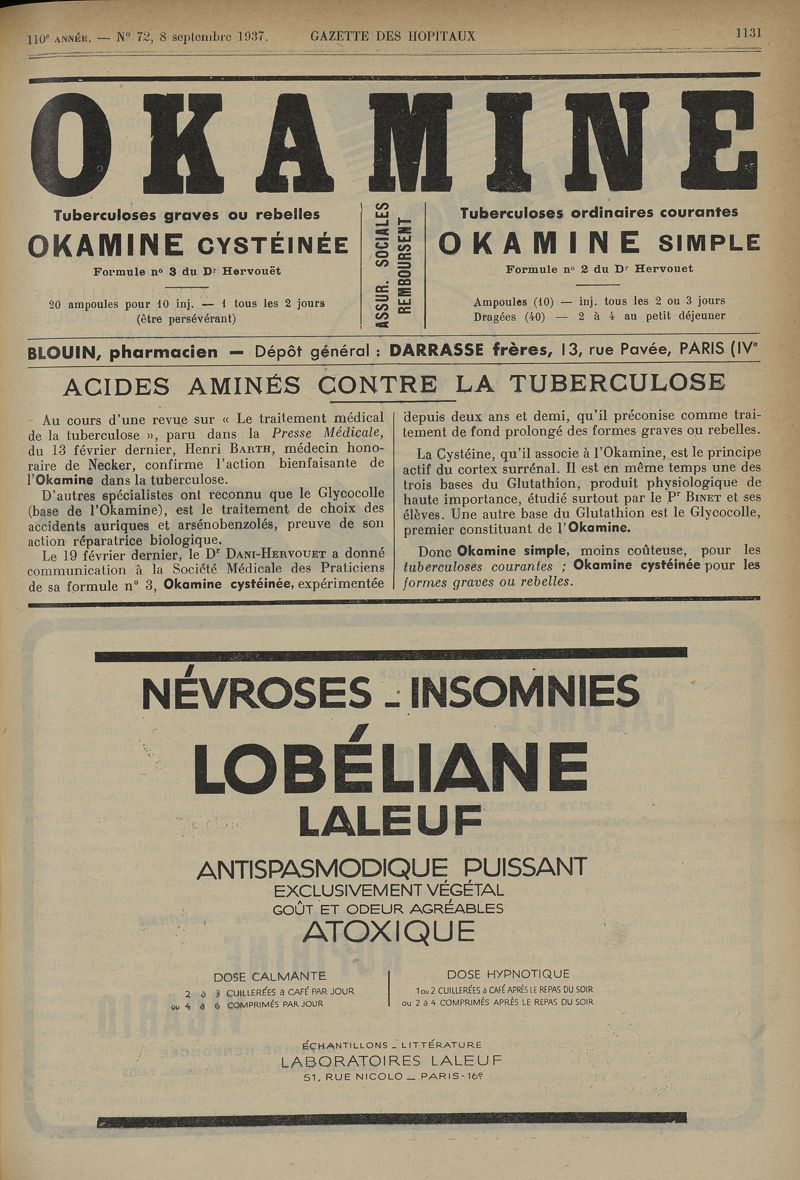 110e ANNÉE. — N° 72, 8 septembre 1937. GAZETTE DES HOPITAUX 1131
OKAMINE
Tuberculoses graves ou rebelles
OKAMINE CYSTÉINÉE
Formule n° 3 du Dr Hervouët
20 ampoules pour 10 inj. — 1 tous les 2 jours
(être persévérant)
ASSUR. SOCIALES
REMBOURSENT
Tuberculoses ordinaires courantes
OKAMINE SIMPLE
Formule n° 2 du Dr Hervouet
Ampoules (10) — inj. tous les 2 ou 3 jours
Dragées (40) — 2 à 4 au petit déjeuner
BLOUIN, pharmacien — Dépôt général : DARRASSE frères, 13, rue Pavée, PARIS (IVe
ACIDES AMINÉS CONTRE LA TUBERCULOSE
Au cours d'une revue sur « Le traitement médical
de la tuberculose », paru dans la Presse Médicale,
du 13 février dernier, Henri BARTH, médecin hono-
raire de Necker, confirme l'action bienfaisante de
l'Okamine dans la tuberculose.
D'autres spécialistes ont reconnu que le Glycocolle
(base de l'Okamine), est le traitement de choix des
accidents auriques et arsénobenzolés, preuve de son
action réparatrice biologique.
Le 19 février dernier, le Dr DANI-HERVOUET a donné
communication à la Société Médicale des Praticiens
de sa formule n° 3, Okamine cystéinée, expérimentée
depuis deux ans et demi, qu'il préconise comme trai-
tement de fond prolongé des formes graves ou rebelles.
La Cystéine, qu'il associe à l'Okamine, est le principe
actif du cortex surrénal. Il est en même temps une des
trois bases du Glutathion, produit physiologique de
haute importance, étudié surtout par le Pr BINET et ses
élèves. Une autre base du Glutathion est le Glycocolle,
premier constituant de l'Okamine.
Donc Okamine simple, moins coûteuse, pour les
tuberculoses courantes ; Okamine cystéinée pour les
formes graves ou rebelles.
NÉVROSES - INSOMNIES
LOBÉLIANE
LALEUF
ANTISPASMODIQUE PUISSANT
EXCLUSIVEMENT VÉGÉTAL
GOÛT ET ODEUR AGRÉABLES
ATOXIQUE
DOSE CALMANTE
2 à 3 CUILLERÉES à CAFÉ PAR JOUR
ou 4 à 6 COMPRIMÉS PAR JOUR
DOSE HYPNOTIQUE
1 ou 2 CUILLERÉES à CAFÉ APRÈS LE REPAS DU SOIR
ou 2 à 4 COMPRIMÉS APRÈS LE REPAS DU SOIR
ÉCHANTILLONS - LITTÉRATURE
LABORATOIRES LALEUF
51, RUE NICOLO — PARIS-16e